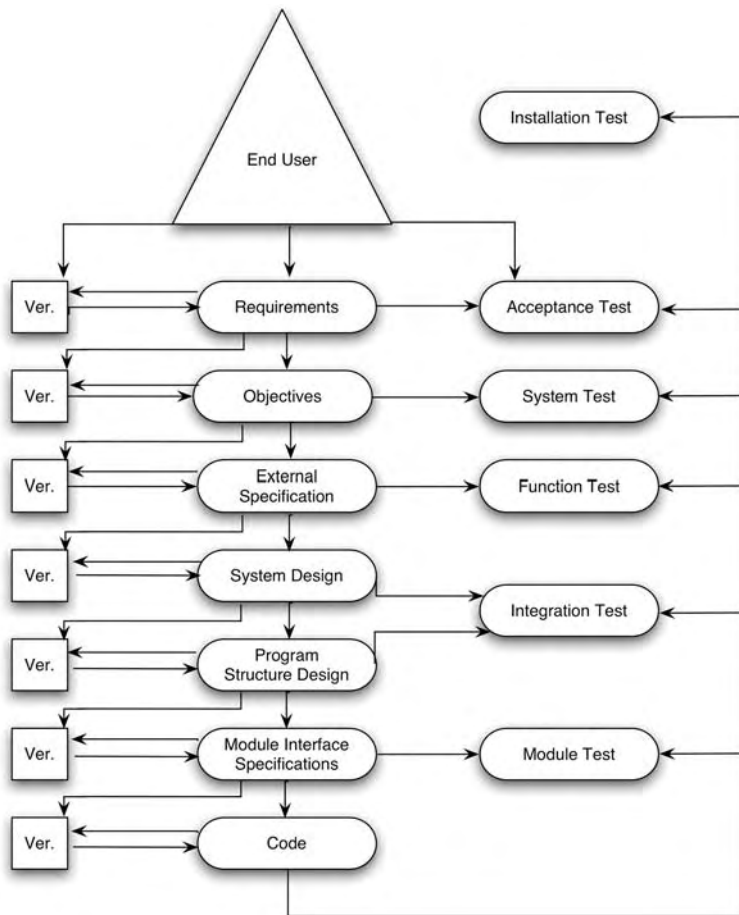 End User
Installation Test
Ver.
Requirements
Acceptance Test
Ver.
Objectives
System Test
Ver.
External
Specification
Function Test
Ver.
System Design
Integration Test
Ver.
Program
Structure Design
Ver.
Module Interface
Specifications
Module Test
Ver.
Code